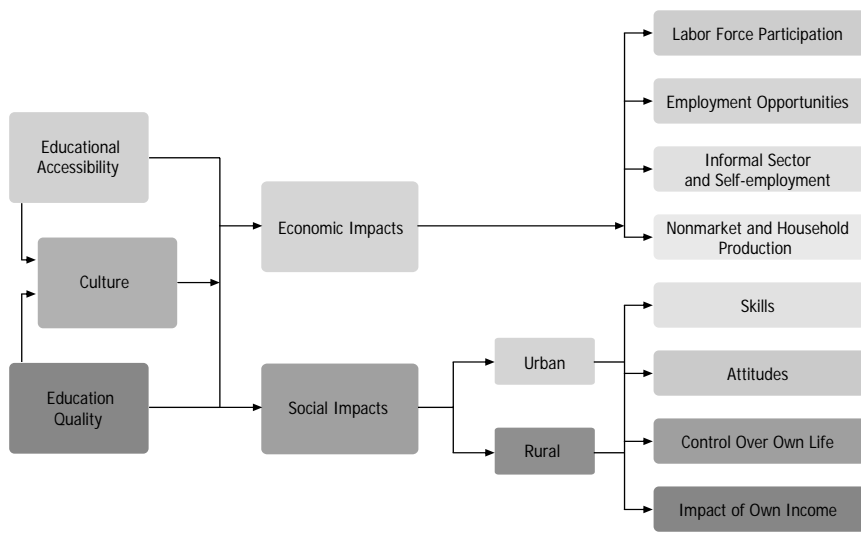 Labor Force Participation
Employment Opportunities
Educational
Accessibility
Informal Sector
and Self-employment
Economic Impacts
Nonmarket and Household
Production
Culture
Skills
Urban
Attitudes
Education
Quality
Social Impacts
Rural
Control Over Own Life
Impact of Own Income